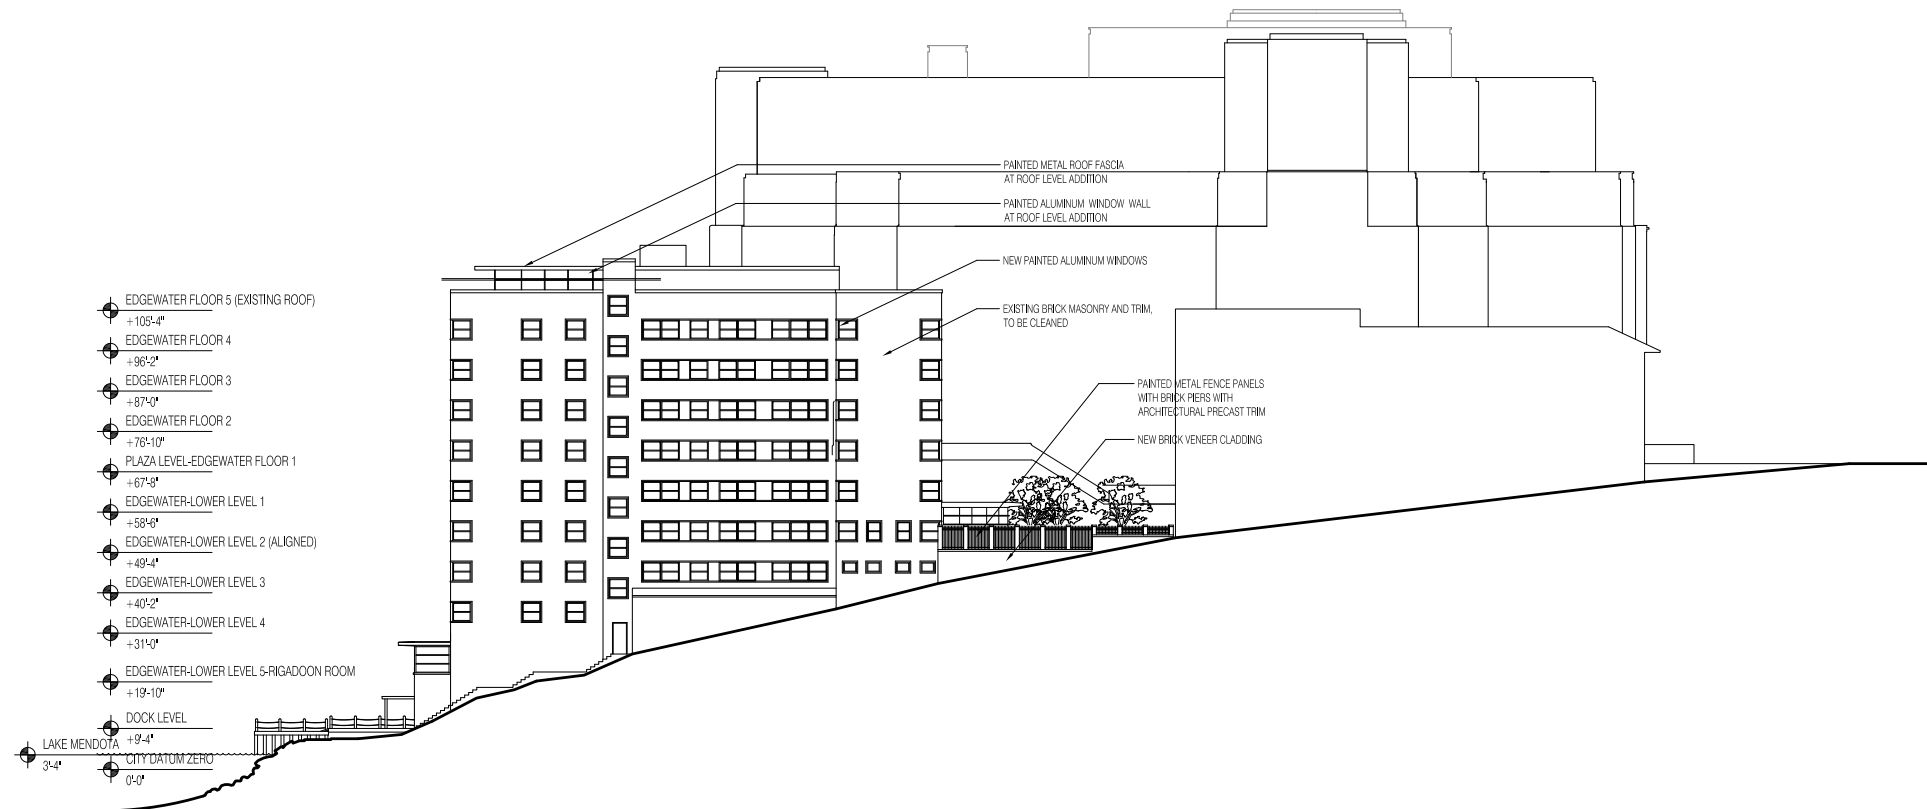 PAINTED METAL ROOF FASCIA
AT ROOF LEVEL ADDITION
PAINTED ALUMINUM WINDOW WALL
AT ROOF LEVEL ADDITION
NEW PAINTED ALUMINUM WINDOWS
EXISTING BRICK MASONRY AND TRIM,
TO BE CLEANED
PAINTED METAL FENCE PANELS
WITH BRICK PIERS WITH
ARCHITECTURAL PRECAST TRIM
NEW BRICK VENEER CLADDING
EDGEWATER FLOOR 5 (EXISTING ROOF)
+105'-4"
EDGEWATER FLOOR 4
+96'-2"
EDGEWATER FLOOR 3
+87'-0"
EDGEWATER FLOOR 2
+76'-10"
PLAZA LEVEL-EDGEWATER FLOOR 1
+67'-8"
EDGEWATER-LOWER LEVEL 1
+58'-6"
EDGEWATER-LOWER LEVEL 2 (ALIGNED)
+49'-4"
EDGEWATER-LOWER LEVEL 3
+40'-2"
EDGEWATER-LOWER LEVEL 4
+31'-0"
EDGEWATER-LOWER LEVEL 5-RIGADOON ROOM
+19'-10"
DOCK LEVEL
+9'-4"
LAKE MENDOTA
3'-4"
CITY DATUM ZERO
0'-0"